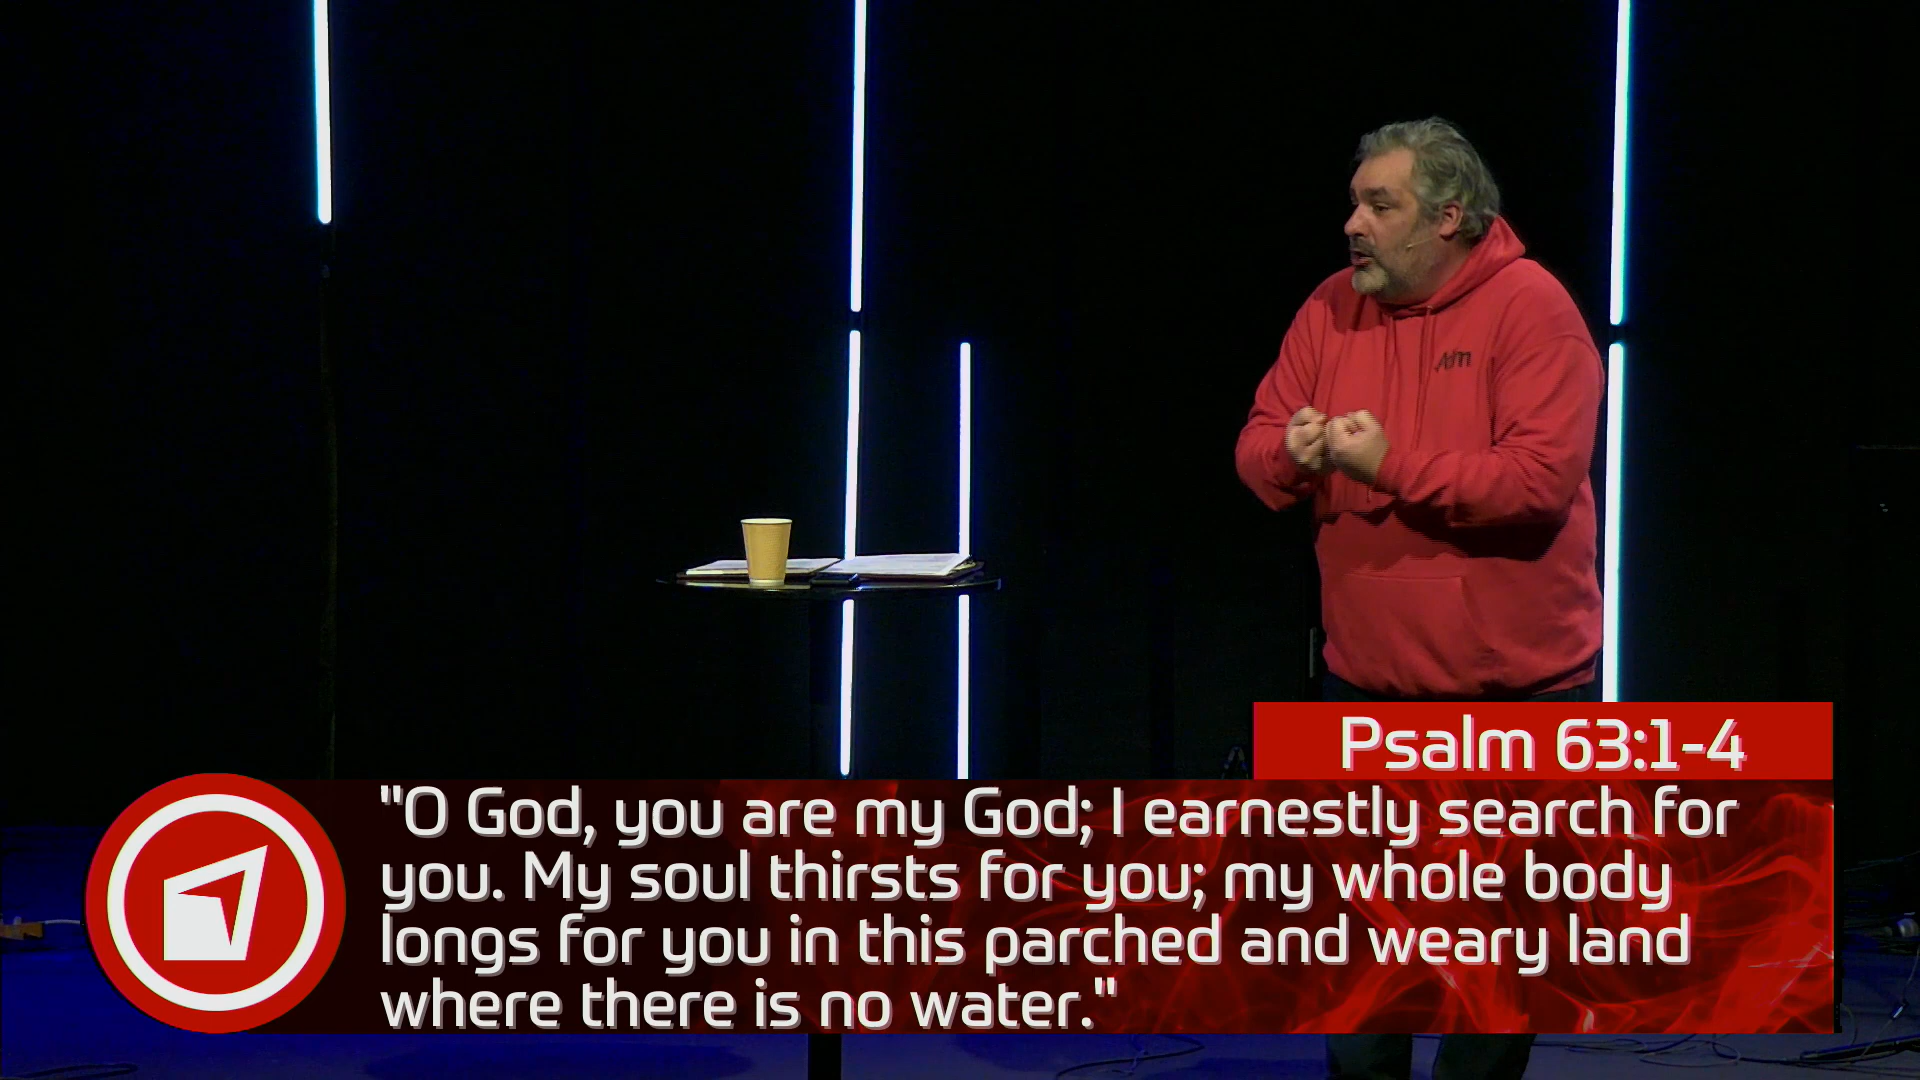 Psalm 63:1-4
"O God, you are my God; I earnestly search for
you. My soul thirsts for you; my whole body
longs for you in this parched and weary land
where there is no water."